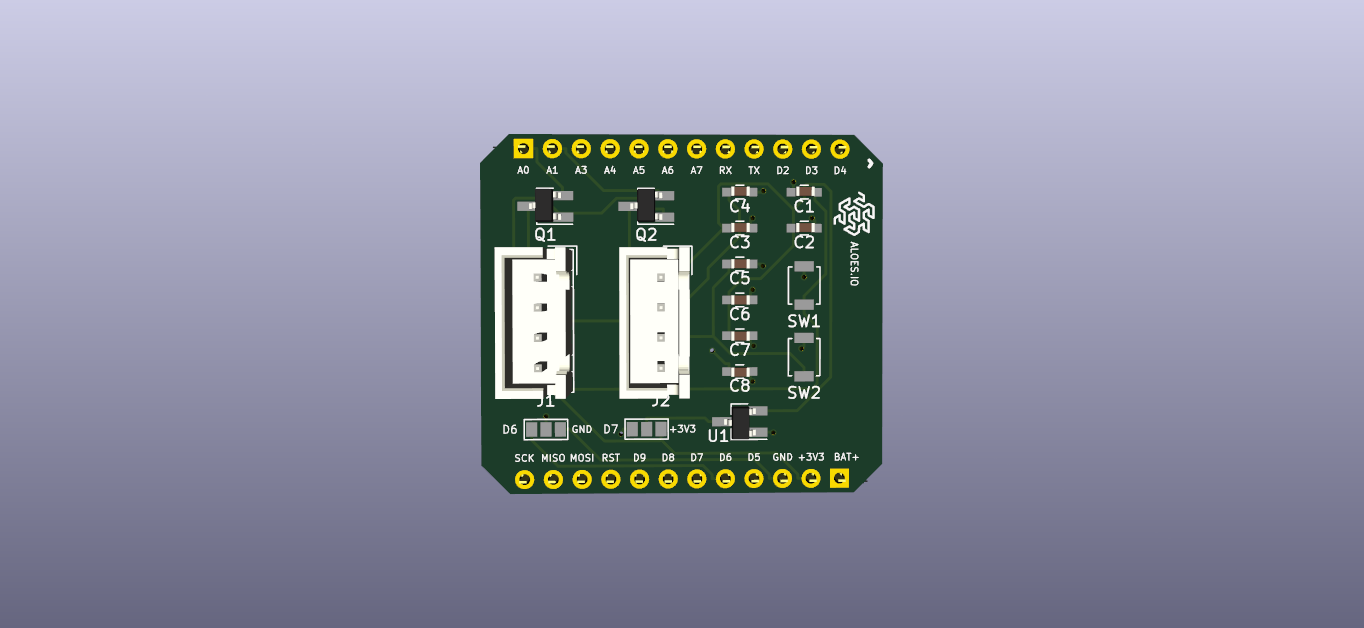 A0 A1 A3 A4 A5 A6 A7 RX TX D2 D3 D4
C4 C1
Q1 Q2
C3 C2
ALOES.IO
C5
C6 SW1
C7
C8 SW2
J1 J2
D6 GND D7 +3V3 U1
SCK MISO MOSI RST D9 D8 D7 D6 D5 GND +3V3 BAT+